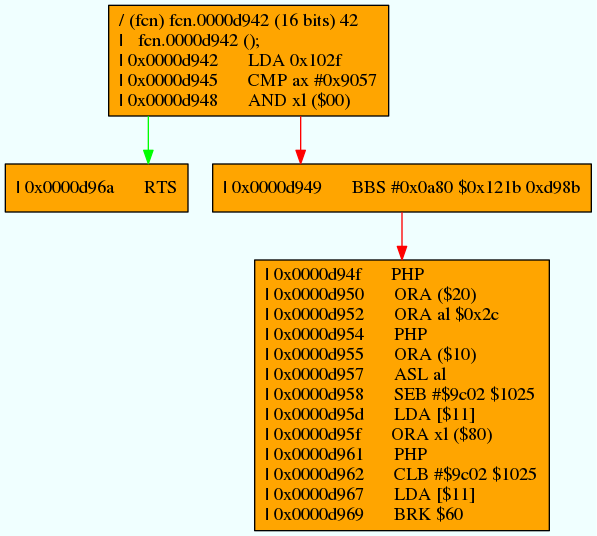 / (fcn) fcn.0000d942 (16 bits) 42
|   fcn.0000d942 ();
| 0x0000d942      LDA 0x102f
| 0x0000d945      CMP ax #0x9057
| 0x0000d948      AND xl ($00)
| 0x0000d96a      RTS
| 0x0000d949      BBS #0x0a80 $0x121b 0xd98b
| 0x0000d94f      PHP
| 0x0000d950      ORA ($20)
| 0x0000d952      ORA al $0x2c
| 0x0000d954      PHP
| 0x0000d955      ORA ($10)
| 0x0000d957      ASL al
| 0x0000d958      SEB #$9c02 $1025
| 0x0000d95d      LDA [$11]
| 0x0000d95f      ORA xl ($80)
| 0x0000d961      PHP
| 0x0000d962      CLB #$9c02 $1025
| 0x0000d967      LDA [$11]
| 0x0000d969      BRK $60